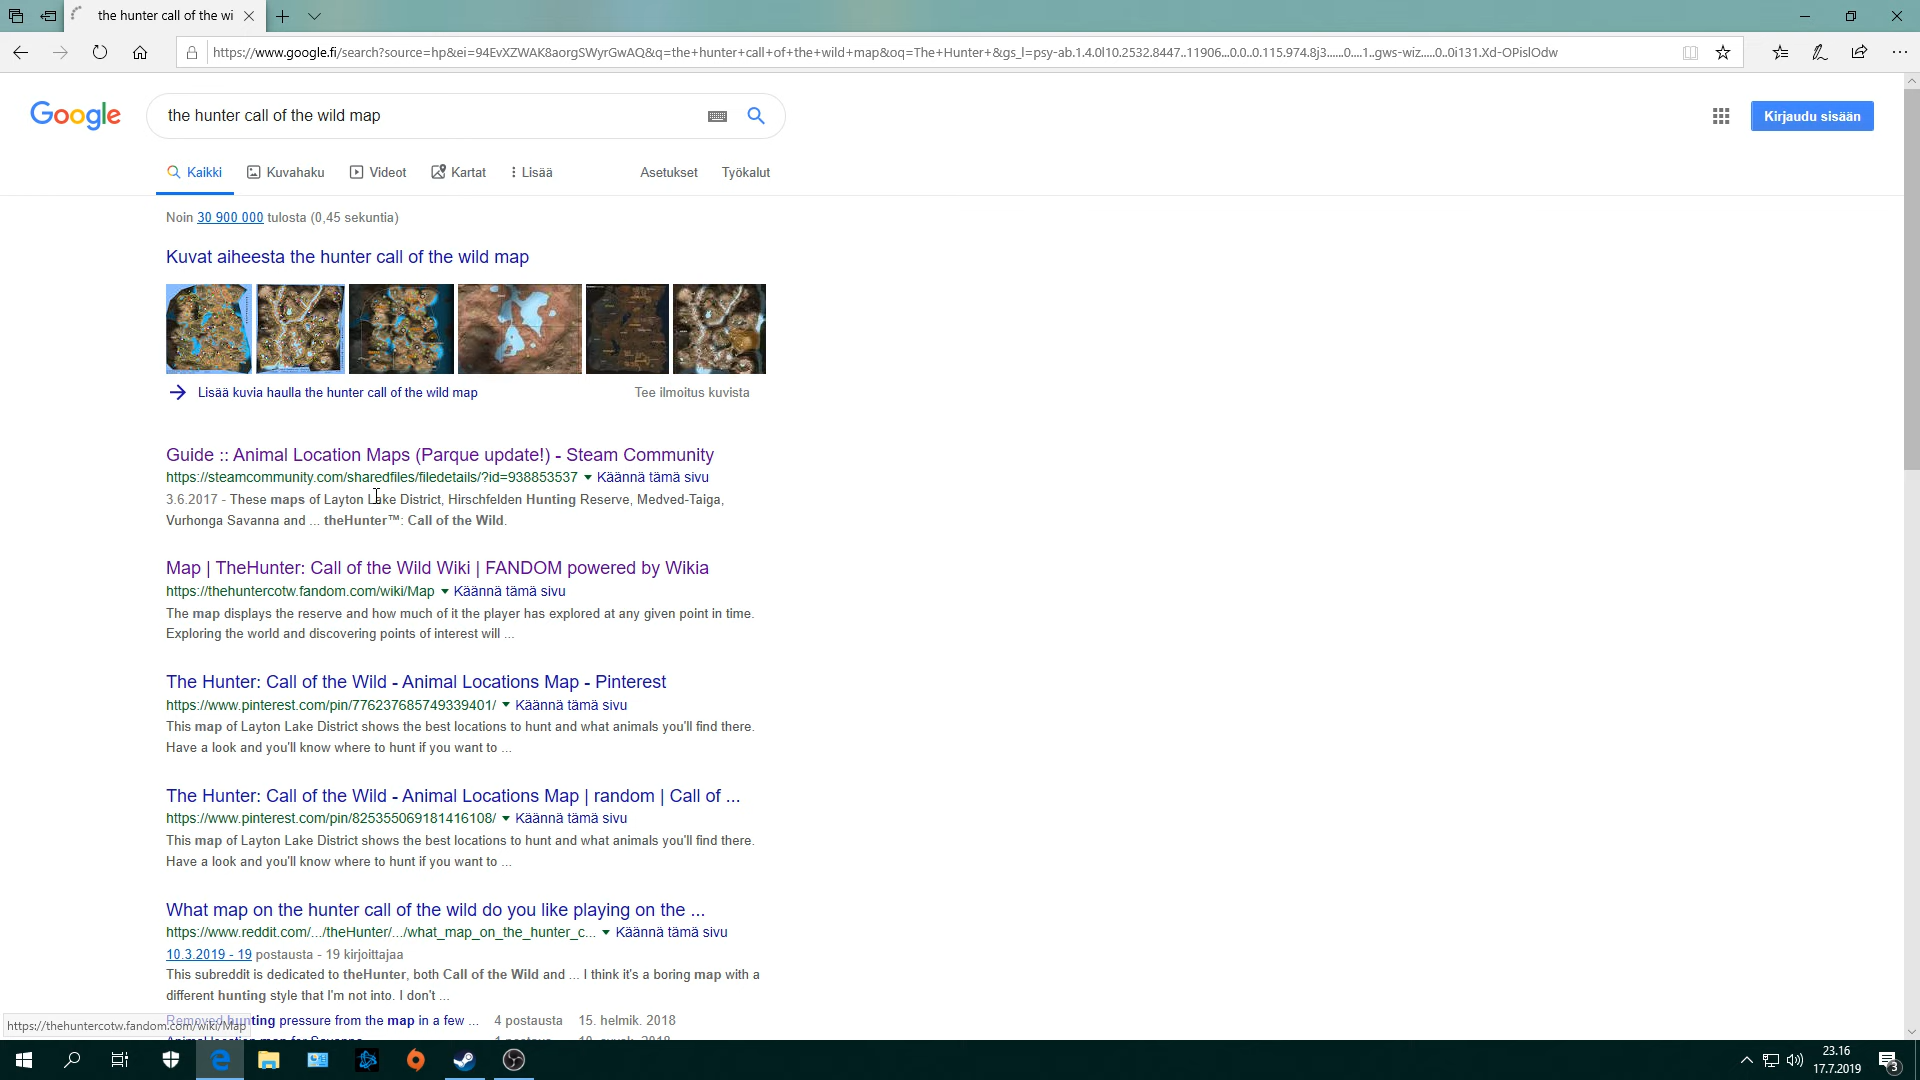 the hunter call of the wi
https://www.google.fi/search?source=hp&ei=94EvXZWAK8aorgSWyrGwAQ&q=the+hunter+call+of+the+wild+map&oq=The+Hunter+&gs_l=psy-ab.1.4.0l10.2532.8447..11906...0.0..0.115.974.8j3......0....1..gws-wiz.....0..0i131.Xd-OPislOdw
Google
the hunter call of the wild map
Kirjaudu sisään
Kaikki Kuvahaku Videot Kartat Lisää Asetukset Työkalut
Noin 30 900 000 tulosta (0,45 sekuntia)
Kuvat aiheesta the hunter call of the wild map
Lisää kuvia haulla the hunter call of the wild map Tee ilmoitus kuvista
Guide :: Animal Location Maps (Parque update!) - Steam Community
https://steamcommunity.com/sharedfiles/filedetails/?id=938853537 Käännä tämä sivu
3.6.2017 - These maps of Layton Lake District, Hirschfelden Hunting Reserve, Medved-Taiga,
Vurhonga Savanna and ... theHunter™: Call of the Wild.
Map | TheHunter: Call of the Wild Wiki | FANDOM powered by Wikia
https://thehuntercotw.fandom.com/wiki/Map Käännä tämä sivu
The map displays the reserve and how much of it the player has explored at any given point in time.
Exploring the world and discovering points of interest will ...
The Hunter: Call of the Wild - Animal Locations Map - Pinterest
https://www.pinterest.com/pin/776237685749339401/ Käännä tämä sivu
This map of Layton Lake District shows the best locations to hunt and what animals you'll find there.
Have a look and you'll know where to hunt if you want to ...
The Hunter: Call of the Wild - Animal Locations Map | random | Call of ...
https://www.pinterest.com/pin/825355069181416108/ Käännä tämä sivu
This map of Layton Lake District shows the best locations to hunt and what animals you'll find there.
Have a look and you'll know where to hunt if you want to ...
What map on the hunter call of the wild do you like playing on the ...
https://www.reddit.com/.../theHunter/.../what_map_on_the_hunter_c... Käännä tämä sivu
10.3.2019 - 19 postausta - 19 kirjoittajaa
This subreddit is dedicated to theHunter, both Call of the Wild and ... I think it's a boring map with a
different hunting style that I'm not into. I don't ...
Removed hunting pressure from the map in a few ... 4 postausta 15. helmik. 2018
https://thehuntercotw.fandom.com/wiki/Map
23.16
17.7.2019
3